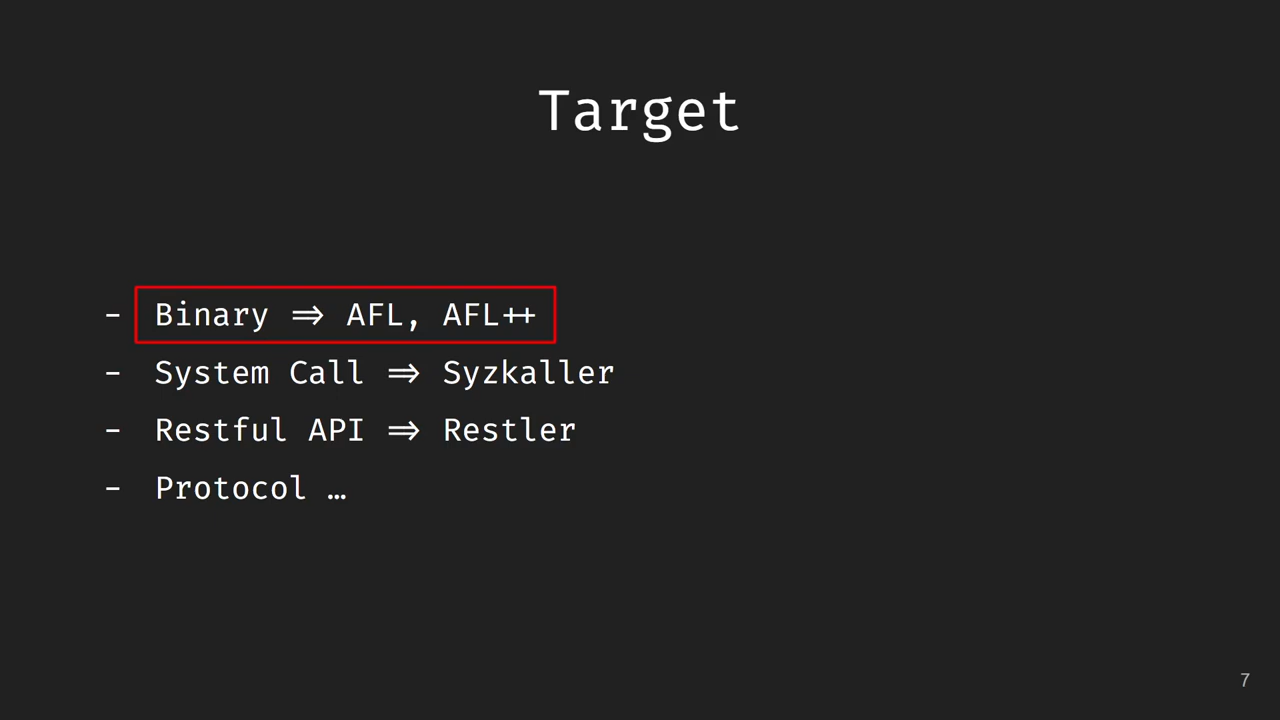 Target
- Binary => AFL, AFL++
- System Call => Syzkaller
- Restful API => Restler
- Protocol …
7